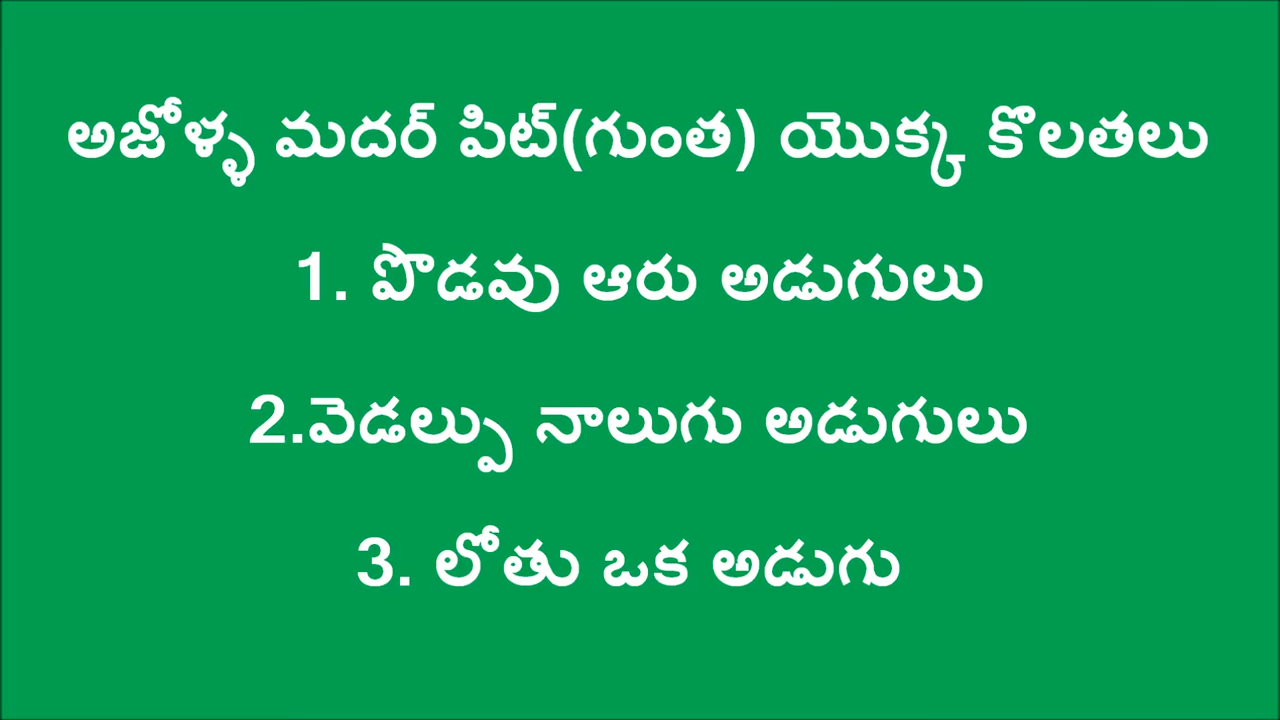 అజోళ్ళ మదర్ పిట్(గుంత) యొక్క కొలతలు
1. పొడవు ఆరు అడుగులు
2.వెడల్పు నాలుగు అడుగులు
3. లోతు ఒక అడుగు